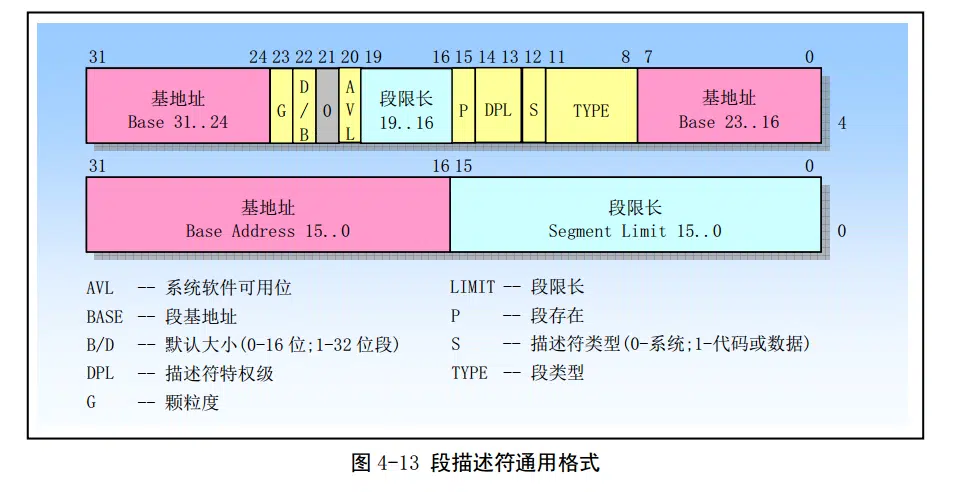 31 24 23 22 21 20 19 16 15 14 13 12 11 8 7 0
基地址
Base 31..24
G
D/B
0
AVL
段限长
19..16
P
DPL
S
TYPE
基地址
Base 23..16
4
31 16 15 0
基地址
Base Address 15..0
段限长
Segment Limit 15..0
0
AVL -- 系统软件可用位
BASE -- 段基地址
B/D -- 默认大小(0-16位;1-32位段)
DPL -- 描述符特权级
G -- 颗粒度
LIMIT -- 段限长
P -- 段存在
S -- 描述符类型(0-系统;1-代码或数据)
TYPE -- 段类型
图 4-13 段描述符通用格式